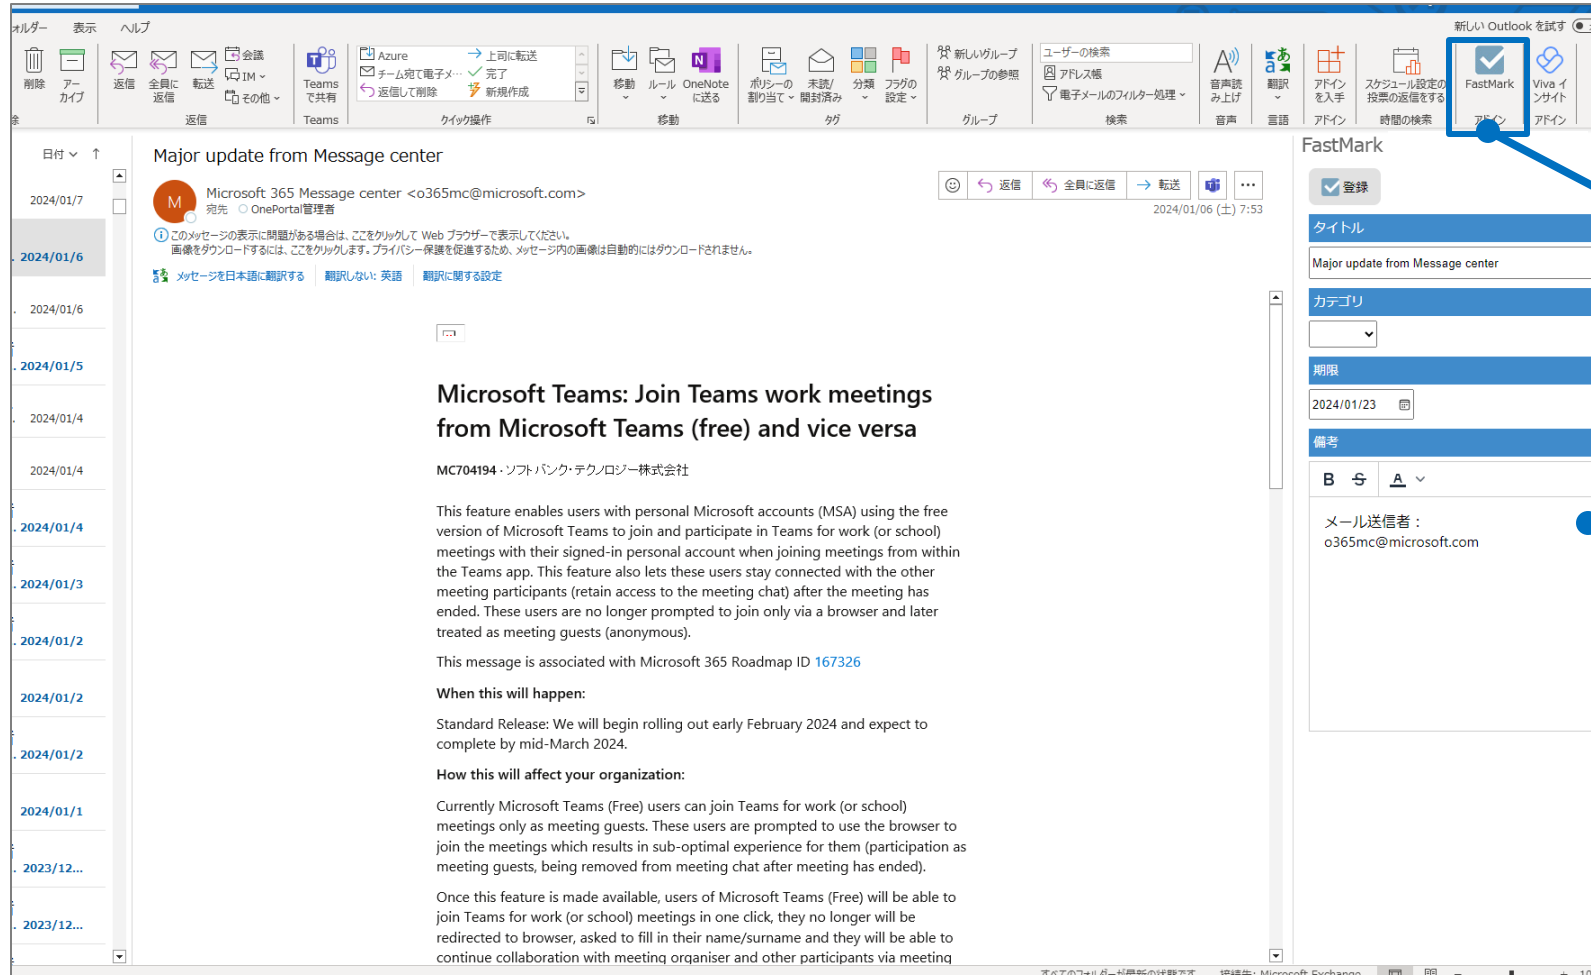 ォルダー 表示 ヘルプ
新しい Outlook を試す
削除
アー
カイブ
返信
全員に
返信
転送
会議
IM
その他
返信
Teams
で共有
Teams
Azure
チーム宛て電子メ…
返信して削除
上司に転送
完了
新規作成
クイック操作
移動
ルール
OneNote
に送る
移動
ポリシーの
割り当て
未読/
開封済み
分類
フラグの
設定
タグ
新しいグループ
グループの参照
グループ
ユーザーの検索
アドレス帳
電子メールのフィルター処理
検索
音声読
み上げ
音声
翻訳
言語
アドイン
を入手
アドイン
スケジュール設定の
投票の返信をする
時間の検索
FastMark
アドイン
Viva イ
ンサイト
アドイン
日付
2024/01/7
2024/01/6
2024/01/6
2024/01/5
2024/01/4
2024/01/4
2024/01/4
2024/01/3
2024/01/2
2024/01/2
2024/01/2
2024/01/1
2023/12...
2023/12...
Major update from Message center
M
Microsoft 365 Message center <o365mc@microsoft.com>
宛先 OnePortal管理者
返信 全員に返信 転送
2024/01/06 (土) 7:53
このメッセージの表示に問題がある場合は、ここをクリックして Web ブラウザーで表示してください。
画像をダウンロードするには、ここをクリックします。プライバシー保護を促進するため、メッセージ内の画像は自動的にはダウンロードされません。
メッセージを日本語に翻訳する 翻訳しない: 英語 翻訳に関する設定
Microsoft Teams: Join Teams work meetings
from Microsoft Teams (free) and vice versa
MC704194 · ソフトバンク・テクノロジー株式会社
This feature enables users with personal Microsoft accounts (MSA) using the free
version of Microsoft Teams to join and participate in Teams for work (or school)
meetings with their signed-in personal account when joining meetings from within
the Teams app. This feature also lets these users stay connected with the other
meeting participants (retain access to the meeting chat) after the meeting has
ended. These users are no longer prompted to join only via a browser and later
treated as meeting guests (anonymous).
This message is associated with Microsoft 365 Roadmap ID 167326
When this will happen:
Standard Release: We will begin rolling out early February 2024 and expect to
complete by mid-March 2024.
How this will affect your organization:
Currently Microsoft Teams (Free) users can join Teams for work (or school)
meetings only as meeting guests. These users are prompted to use the browser to
join the meetings which results in sub-optimal experience for them (participation as
meeting guests, being removed from meeting chat after meeting has ended).
Once this feature is made available, users of Microsoft Teams (Free) will be able to
join Teams for work (or school) meetings in one click, they no longer will be
redirected to browser, asked to fill in their name/surname and they will be able to
continue collaboration with meeting organiser and other participants via meeting
FastMark
登録
タイトル
Major update from Message center
カテゴリ
期限
2024/01/23
備考
B S A
メール送信者：
o365mc@microsoft.com
すべてのフォルダーが最新の状態です。 接続先: Microsoft Exchange